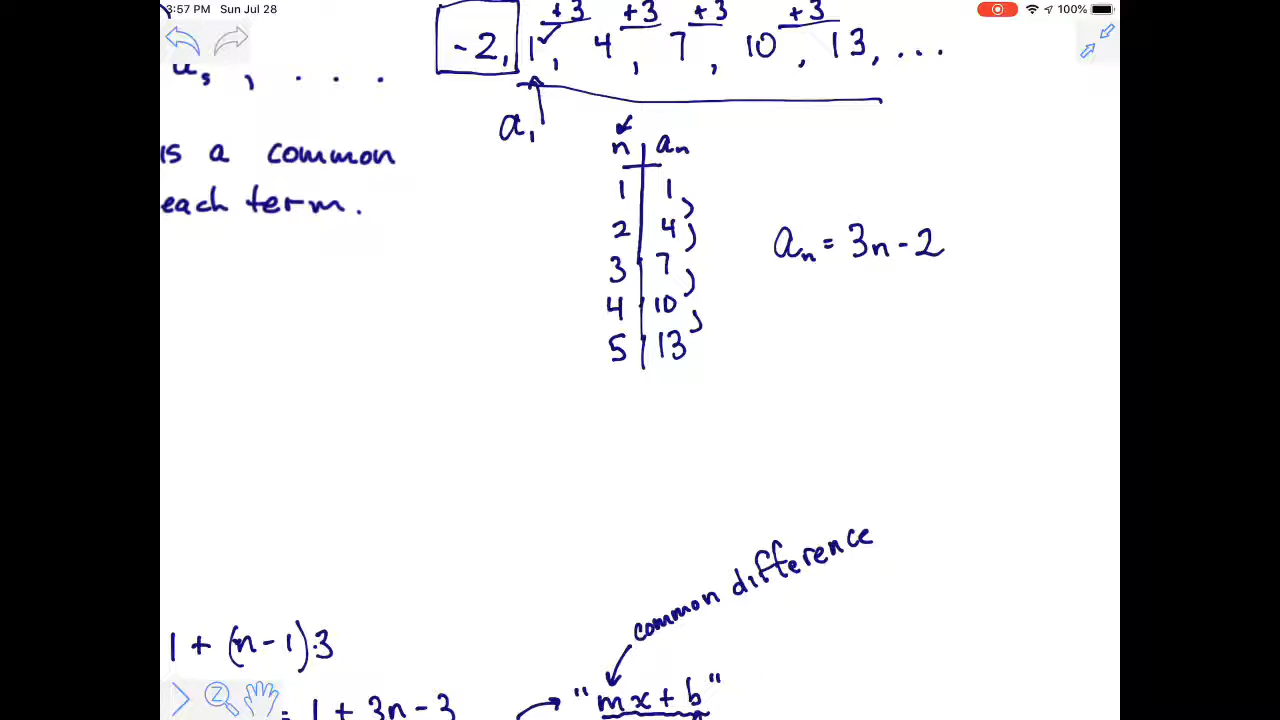 3:57 PM Sun Jul 28
100%
+3 +3 +3 +3
-2, 1, 4, 7, 10, 13, ...
, . . .
a₁
is a common
each term.
n | aₙ
1 | 1
2 | 4
3 | 7
4 | 10
5 | 13
aₙ = 3n - 2
common difference
1 + (n - 1)·3
"mx + b"
= 1 + 3n - 3